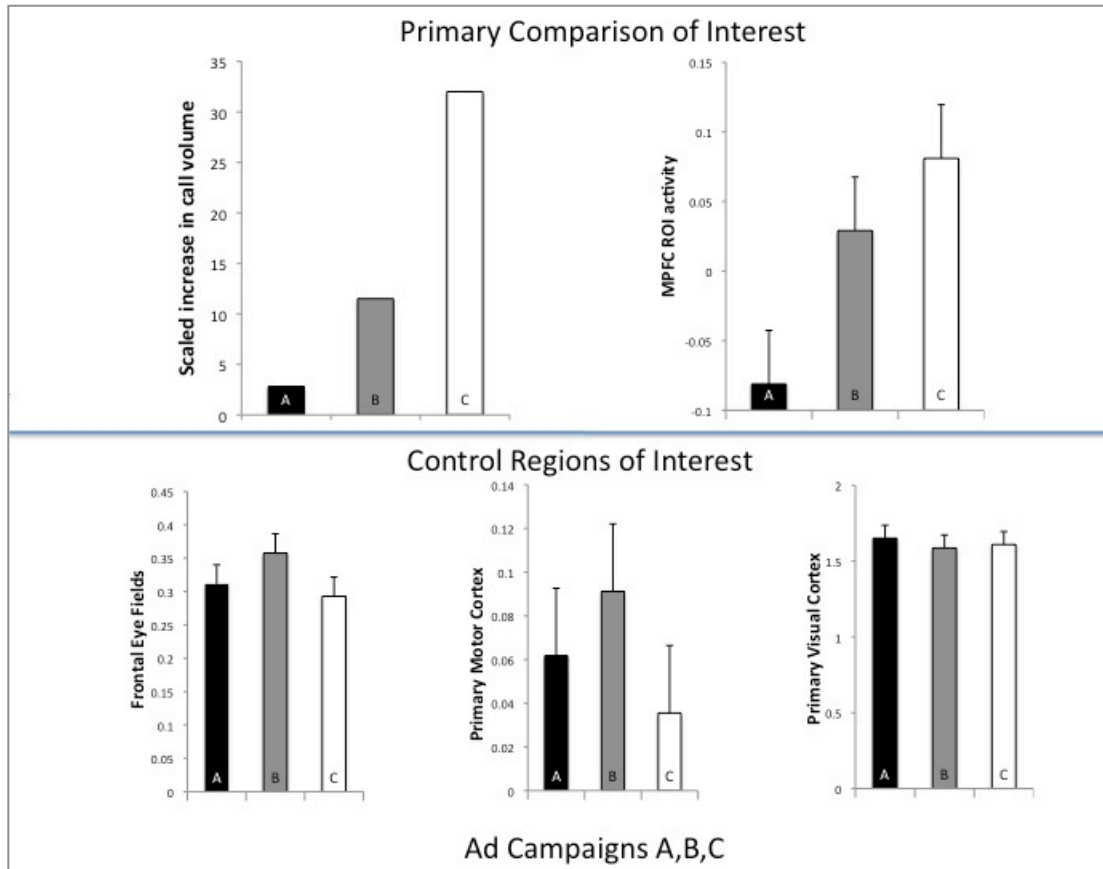 Primary Comparison of Interest
Scaled increase in call volume
35
30
25
20
15
10
5
0
A
B
C
MPFC ROI activity
0.15
0.1
0.05
0
-0.05
-0.1
A
B
C
Control Regions of Interest
Frontal Eye Fields
0.45
0.4
0.35
0.3
0.25
0.2
0.15
0.1
0.05
0
A
B
C
Primary Motor Cortex
0.14
0.12
0.1
0.08
0.06
0.04
0.02
0
A
B
C
Primary Visual Cortex
2
1.5
1
0.5
0
A
B
C
Ad Campaigns A,B,C